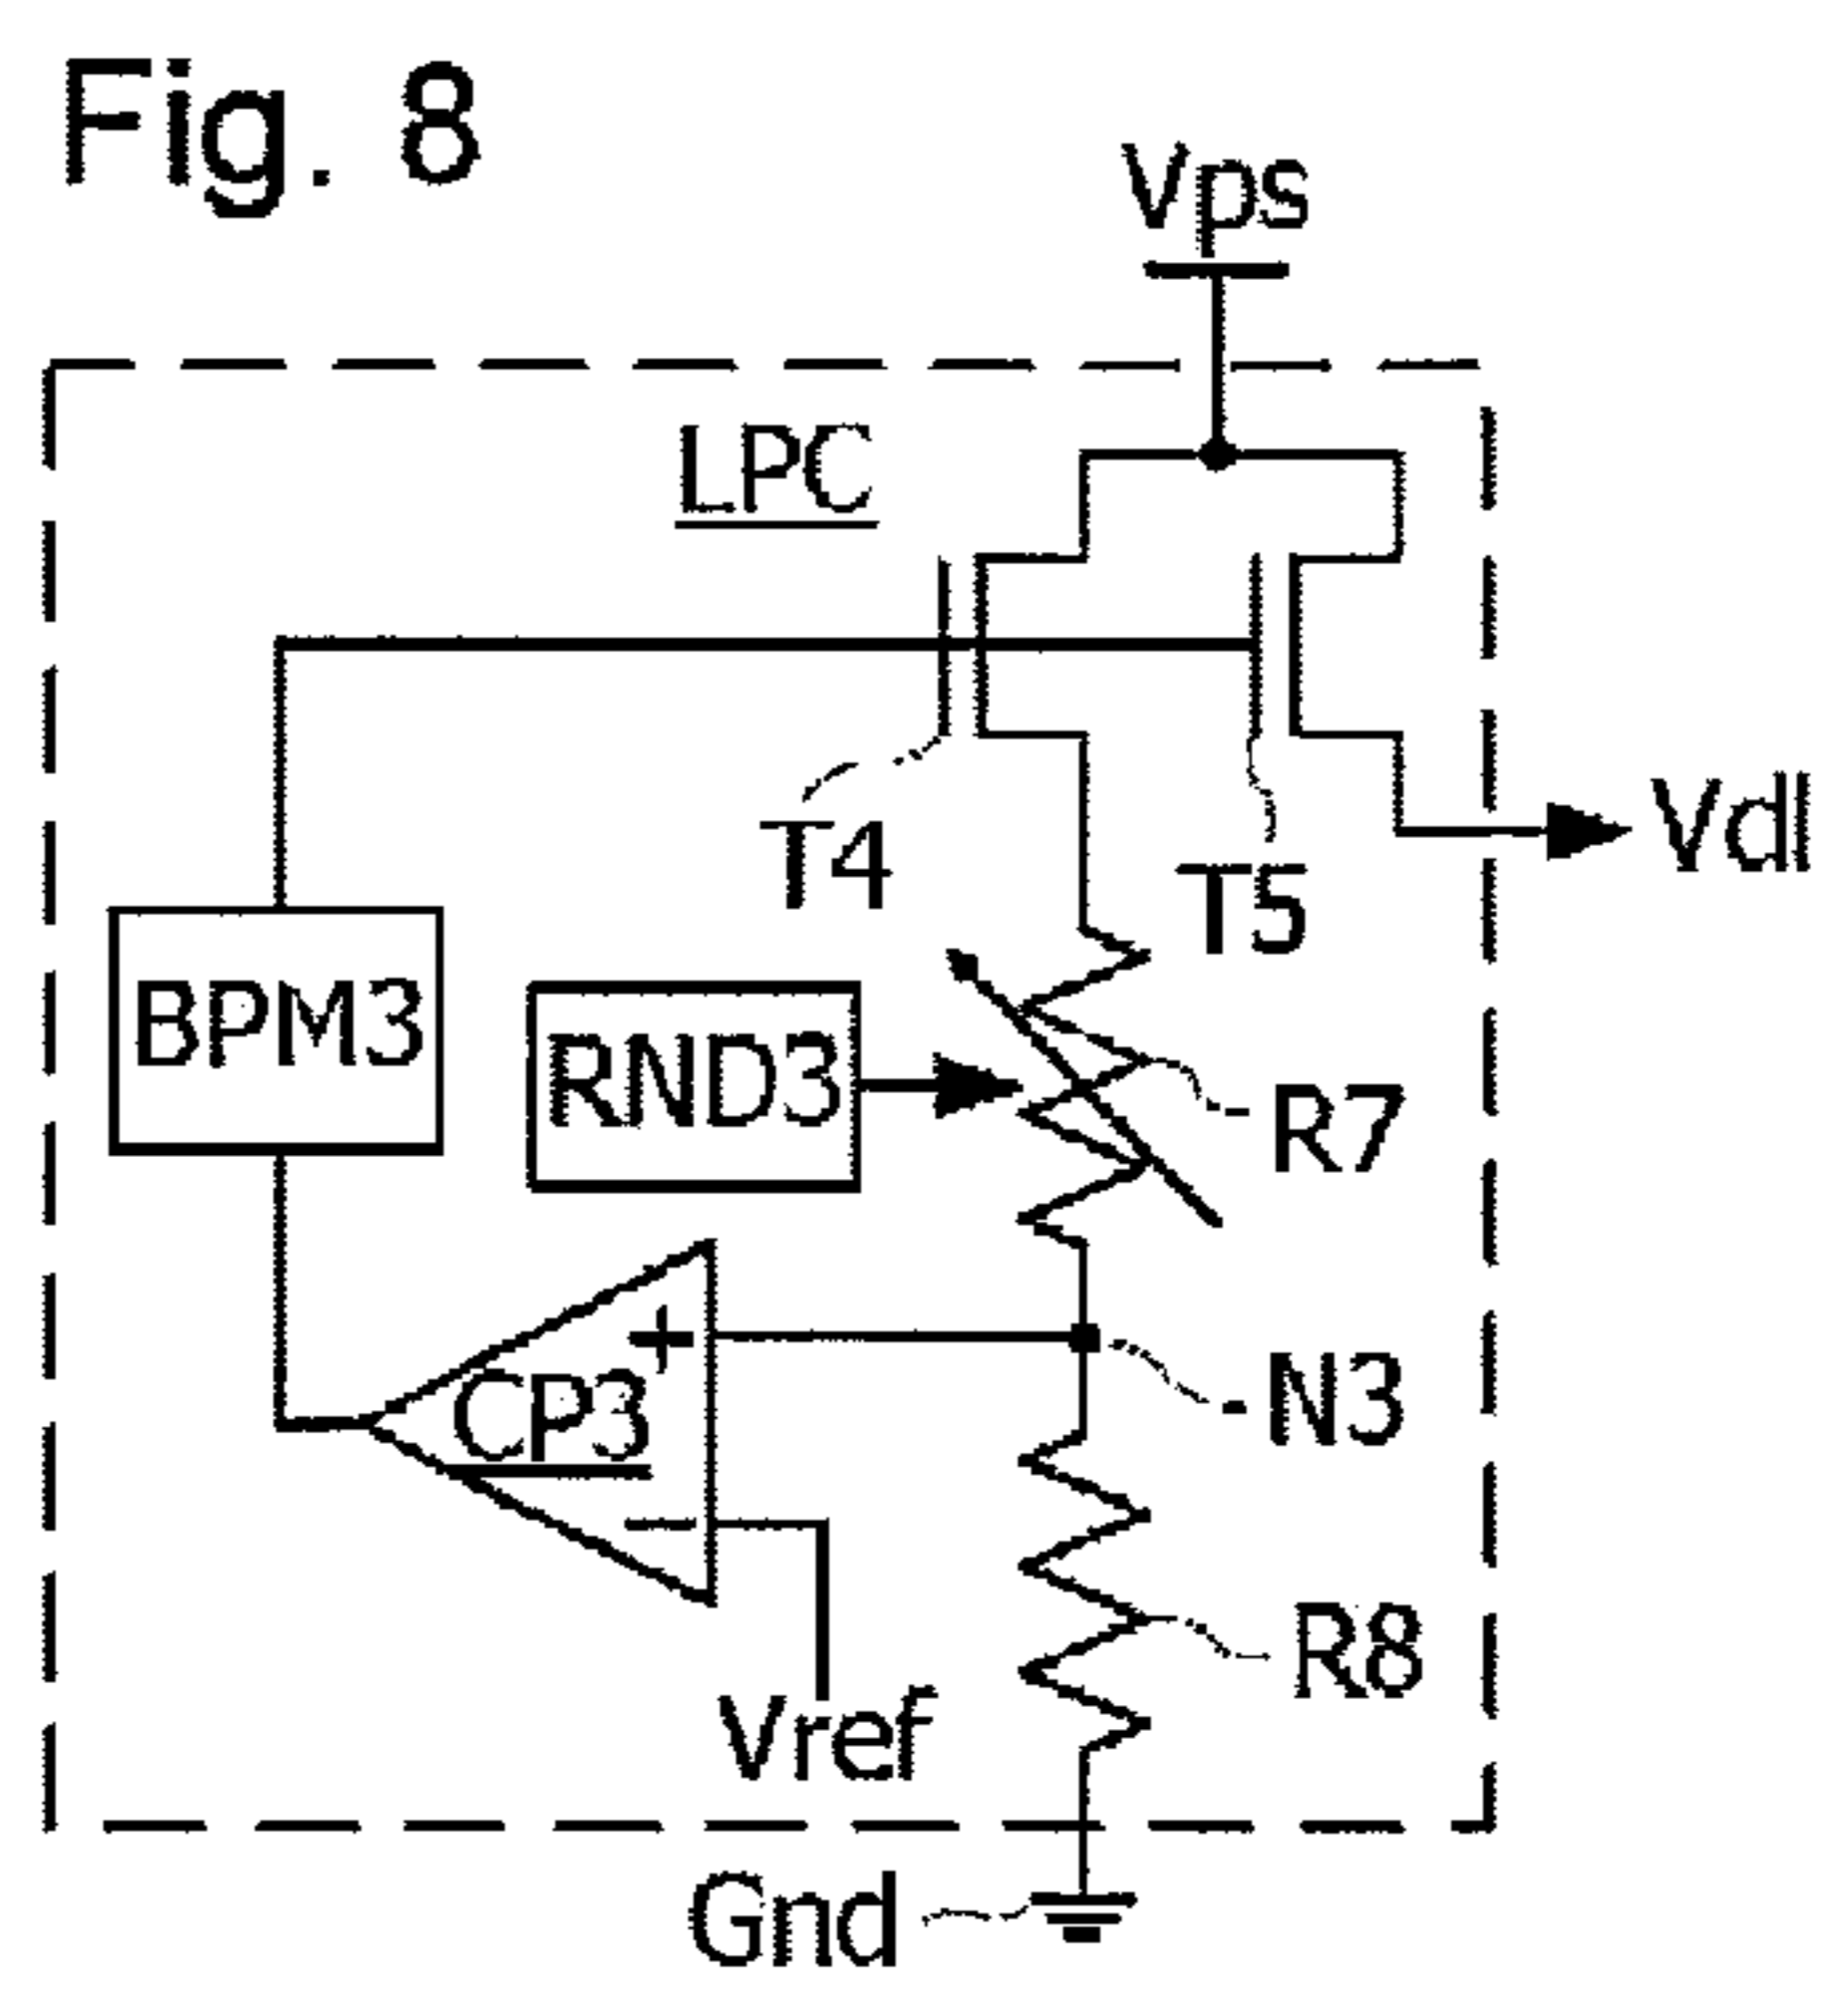 Fig. 8
Vps
LPC
T4
T5
Vdl
BPM3
RND3
R7
CP3
+
−
N3
R8
Vref
Gnd